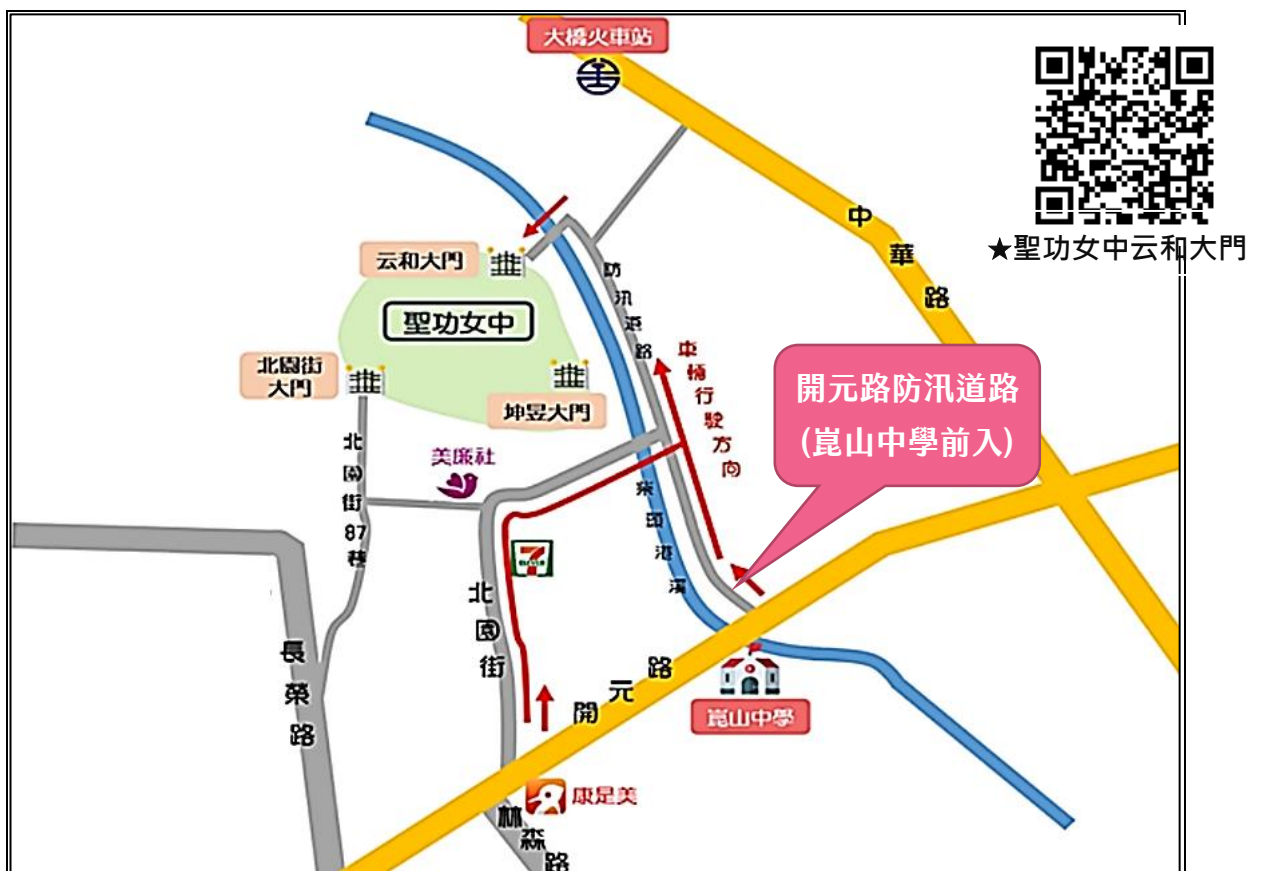 大橋火車站
★聖功女中云和大門
中華路
云和大門
聖功女中
防汛道路
北園街
大門
坤昱大門
車輛行駛方向
開元路防汛道路
(崑山中學前入)
美廉社
北園街87巷
柴頭港溪
7
北園街
長榮路
開元路
崑山中學
康是美
林森路